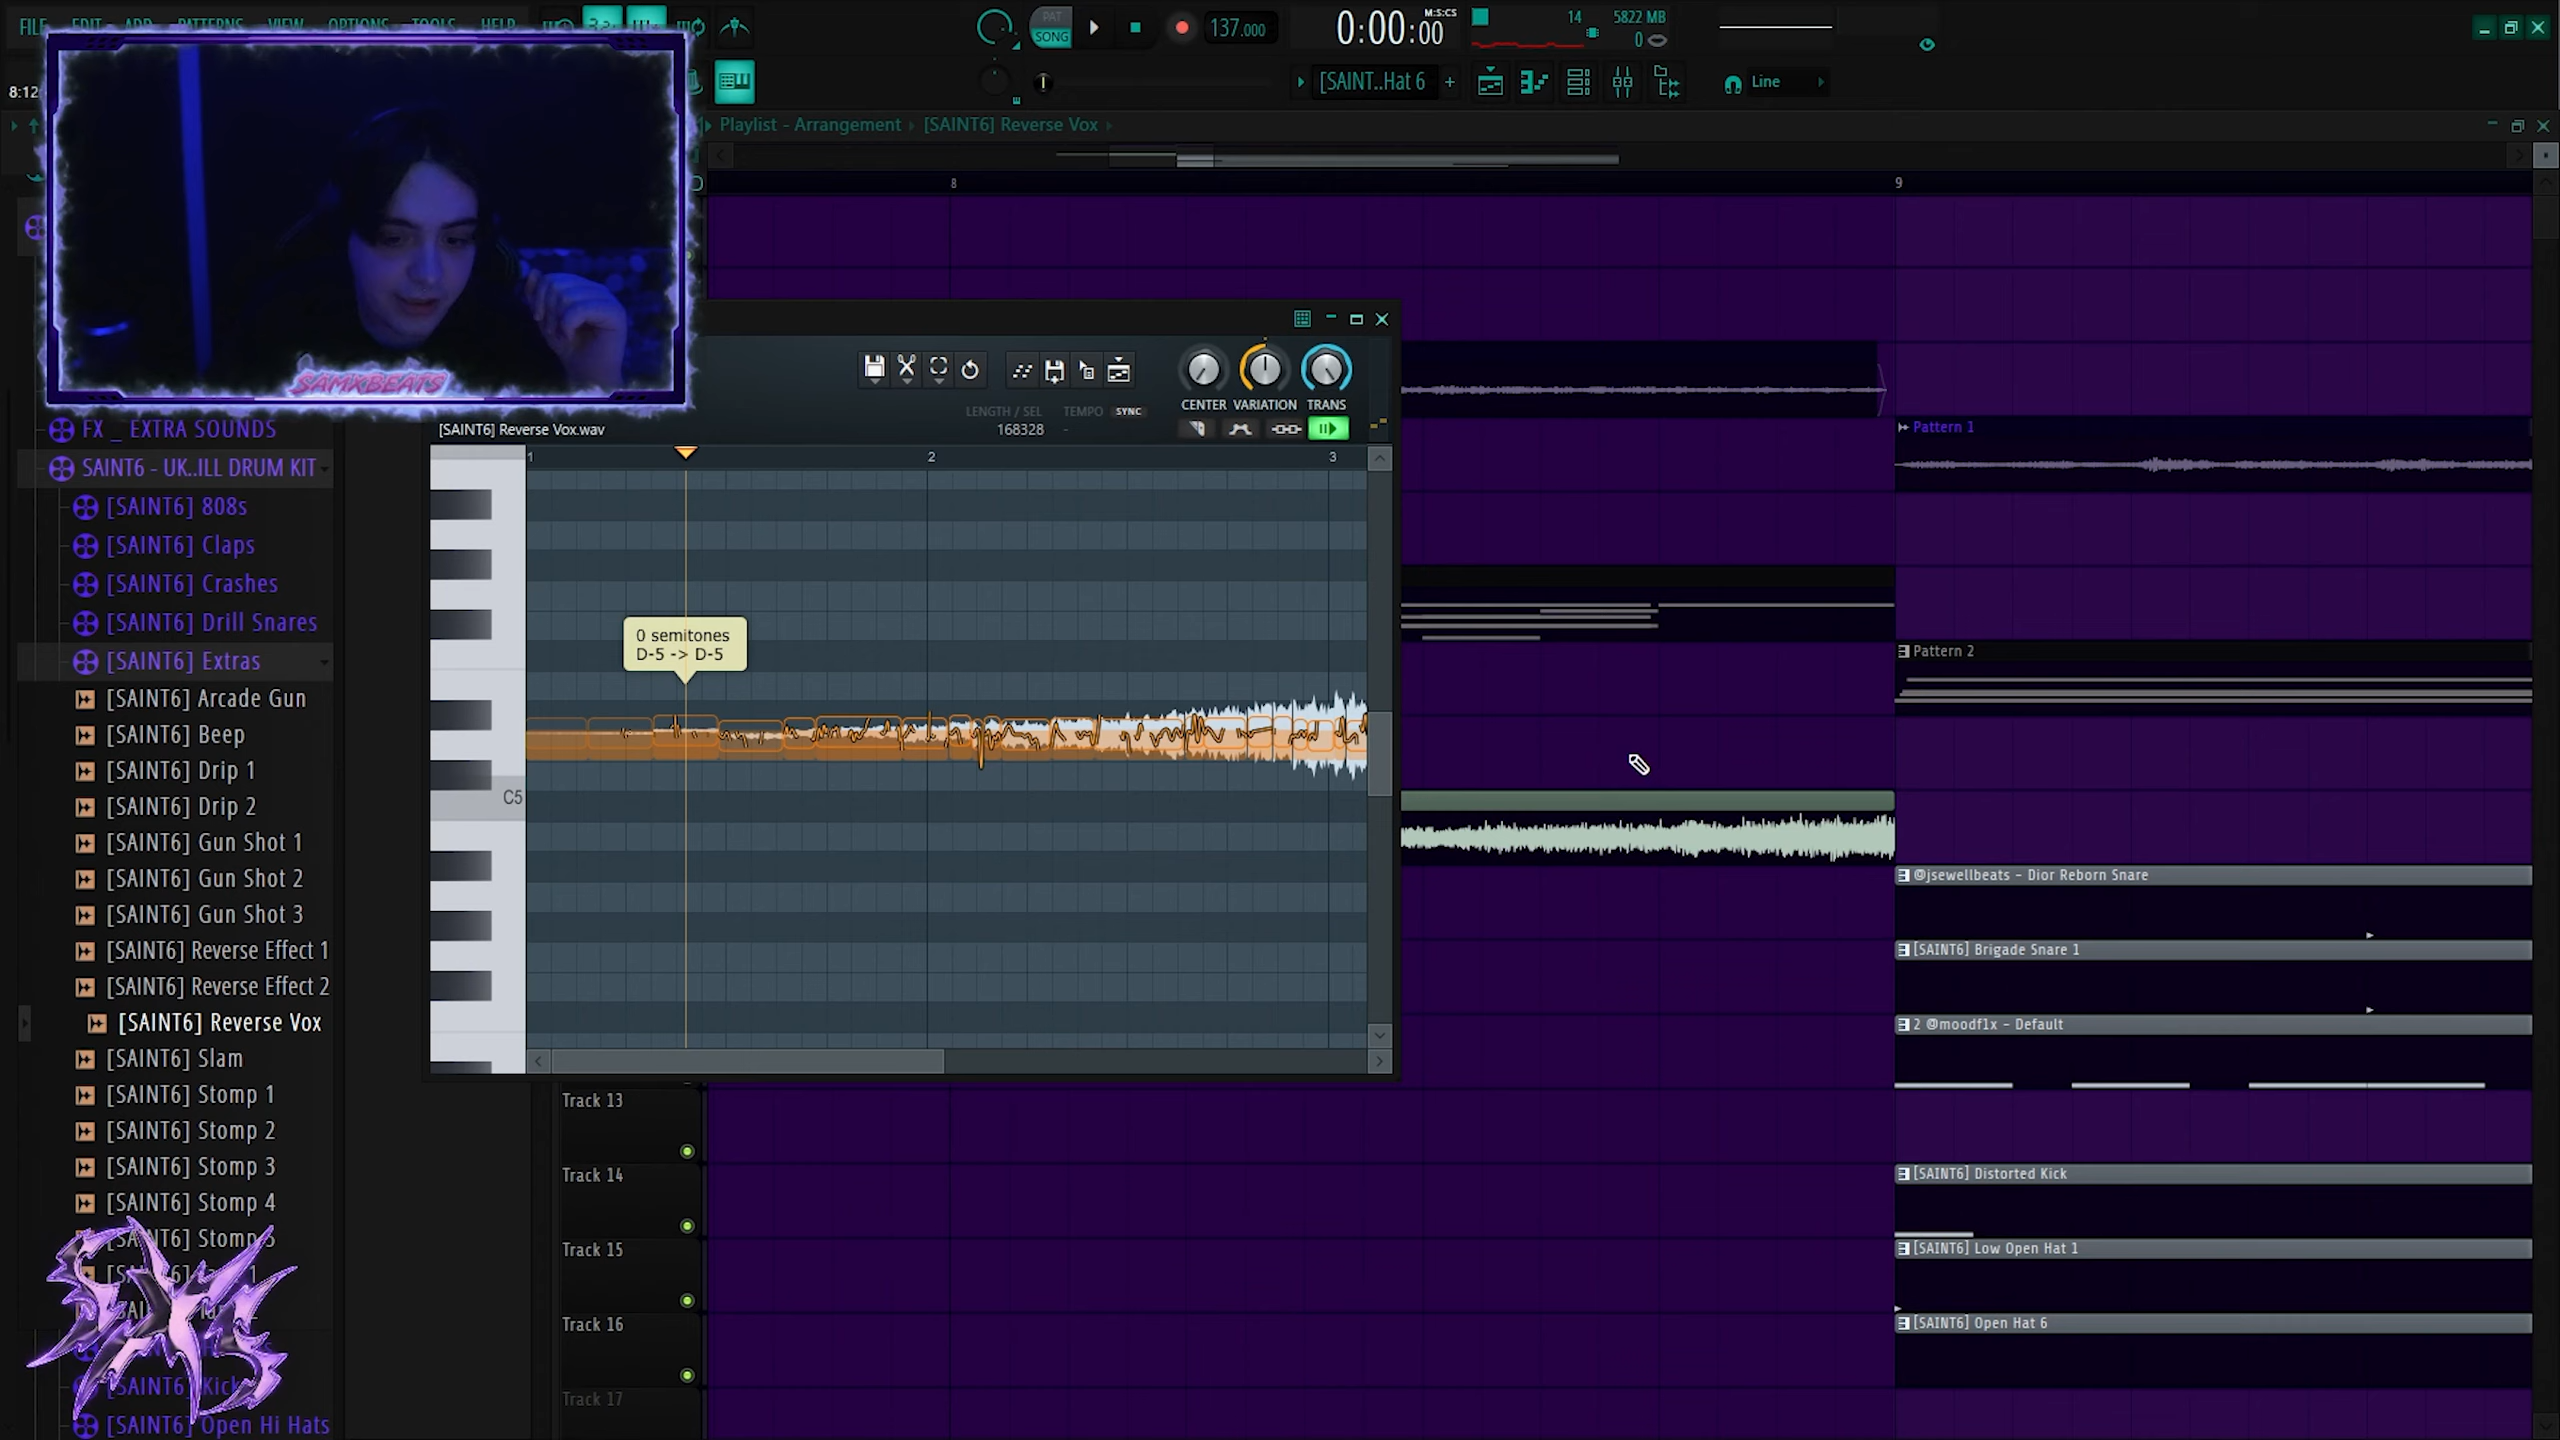 FILE EDIT ADD PATTERNS VIEW OPTIONS TOOLS HELP
PAT
SONG
137.000
0:00:00
M:S:CS
14
5822 MB
0
8:12
[SAINT..Hat 6
Line
Playlist - Arrangement
[SAINT6] Reverse Vox
8
9
SAMXBEATS
CENTER
VARIATION
TRANS
LENGTH / SEL
TEMPO
SYNC
168328
-
[SAINT6] Reverse Vox.wav
1
2
3
0 semitones
D-5 -> D-5
C5
FX _ EXTRA SOUNDS
SAINT6 - UK..ILL DRUM KIT
[SAINT6] 808s
[SAINT6] Claps
[SAINT6] Crashes
[SAINT6] Drill Snares
[SAINT6] Extras
[SAINT6] Arcade Gun
[SAINT6] Beep
[SAINT6] Drip 1
[SAINT6] Drip 2
[SAINT6] Gun Shot 1
[SAINT6] Gun Shot 2
[SAINT6] Gun Shot 3
[SAINT6] Reverse Effect 1
[SAINT6] Reverse Effect 2
[SAINT6] Reverse Vox
[SAINT6] Slam
[SAINT6] Stomp 1
[SAINT6] Stomp 2
[SAINT6] Stomp 3
[SAINT6] Stomp 4
[SAINT6] Open Hi Hats
Pattern 1
Pattern 2
@jsewellbeats - Dior Reborn Snare
[SAINT6] Brigade Snare 1
2 @moodf1x - Default
[SAINT6] Distorted Kick
[SAINT6] Low Open Hat 1
[SAINT6] Open Hat 6
Track 13
Track 14
Track 15
Track 16
Track 17